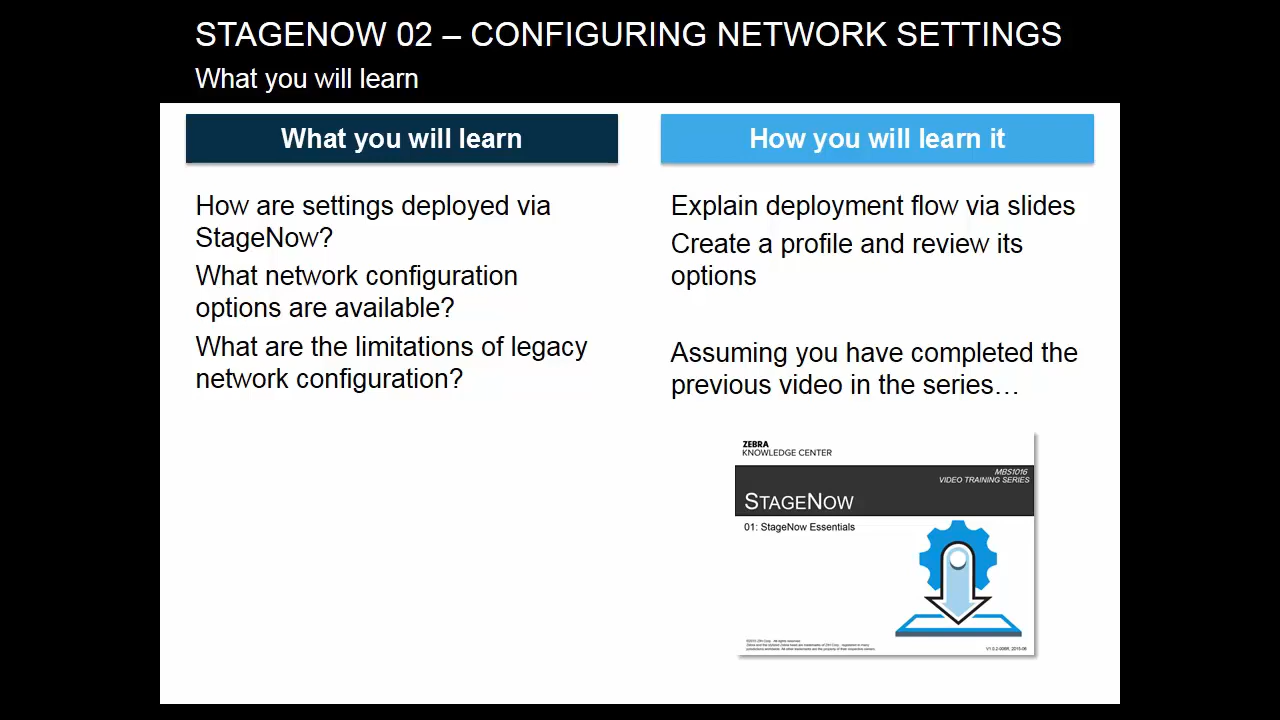 STAGENOW 02 – CONFIGURING NETWORK SETTINGS
What you will learn
What you will learn
How are settings deployed via
StageNow?
What network configuration
options are available?
What are the limitations of legacy
network configuration?
How you will learn it
Explain deployment flow via slides
Create a profile and review its
options
Assuming you have completed the
previous video in the series…
ZEBRA
KNOWLEDGE CENTER
MBS1016
VIDEO TRAINING SERIES
STAGENOW
01: StageNow Essentials